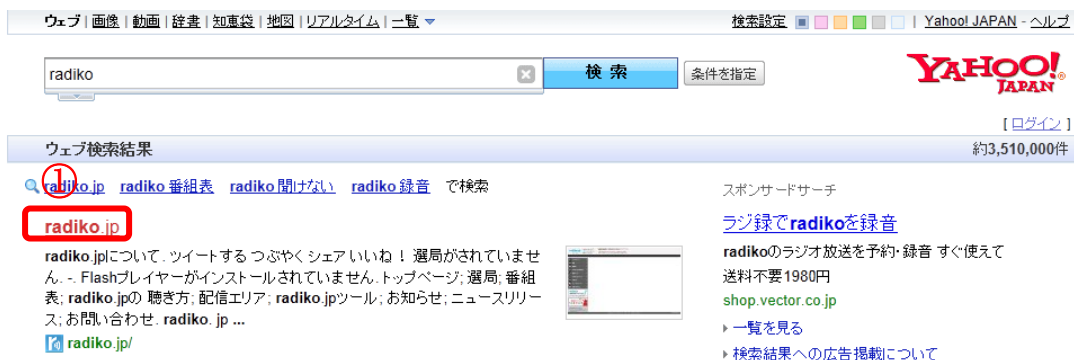 ウェブ | 画像 | 動画 | 辞書 | 知恵袋 | 地図 | リアルタイム | 一覧 ▼
検索設定 | Yahoo! JAPAN - ヘルプ
radiko
検索
条件を指定
YAHOO!
JAPAN
[ ログイン ]
ウェブ検索結果
約3,510,000件
①
radiko.jp radiko 番組表 radiko 聞けない radiko 録音 で検索
radiko.jp
radiko.jpについて. ツイートする つぶやく シェア いいね! 選局がされていませ
ん. -. Flashプレイヤーがインストールされていません. トップページ; 選局; 番組
表; radiko.jpの 聴き方; 配信エリア; radiko.jpツール; お知らせ; ニュースリリー
ス; お問い合わせ. radiko. jp ...
radiko.jp/
スポンサードサーチ
ラジ録でradikoを録音
radikoのラジオ放送を予約・録音 すぐ使えて
送料不要1980円
shop.vector.co.jp
一覧を見る
検索結果への広告掲載について